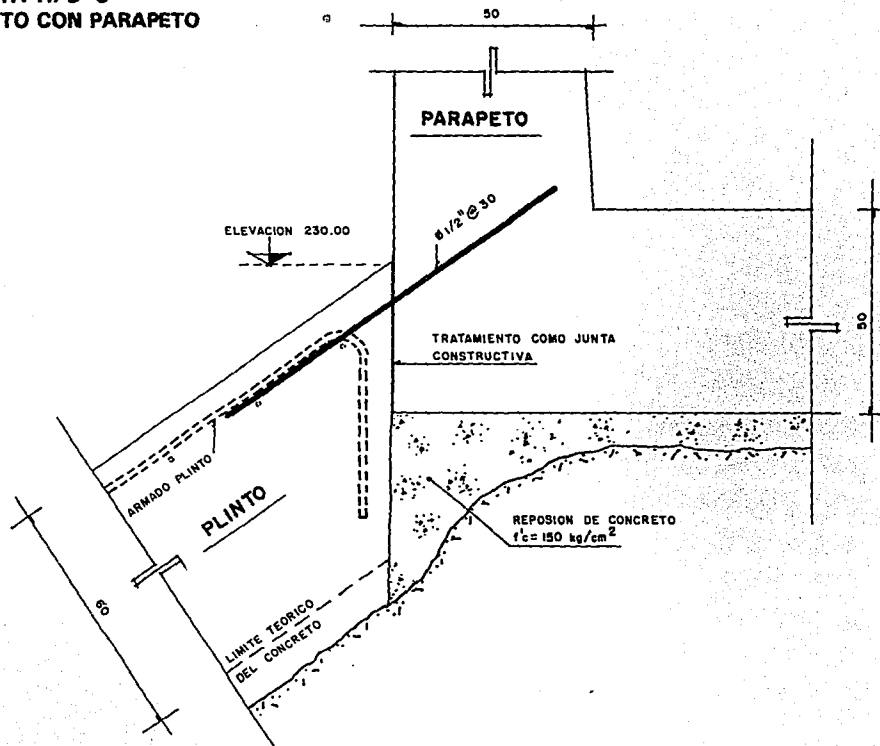 TO CON PARAPETO
50
PARAPETO
ø 1/2" @ 30
ELEVACION 230.00
50
TRATAMIENTO COMO JUNTA
CONSTRUCTIVA
ARMADO PLINTO
PLINTO
REPOSION DE CONCRETO
f'c= 150 kg/cm²
60
LIMITE TEORICO
DEL CONCRETO